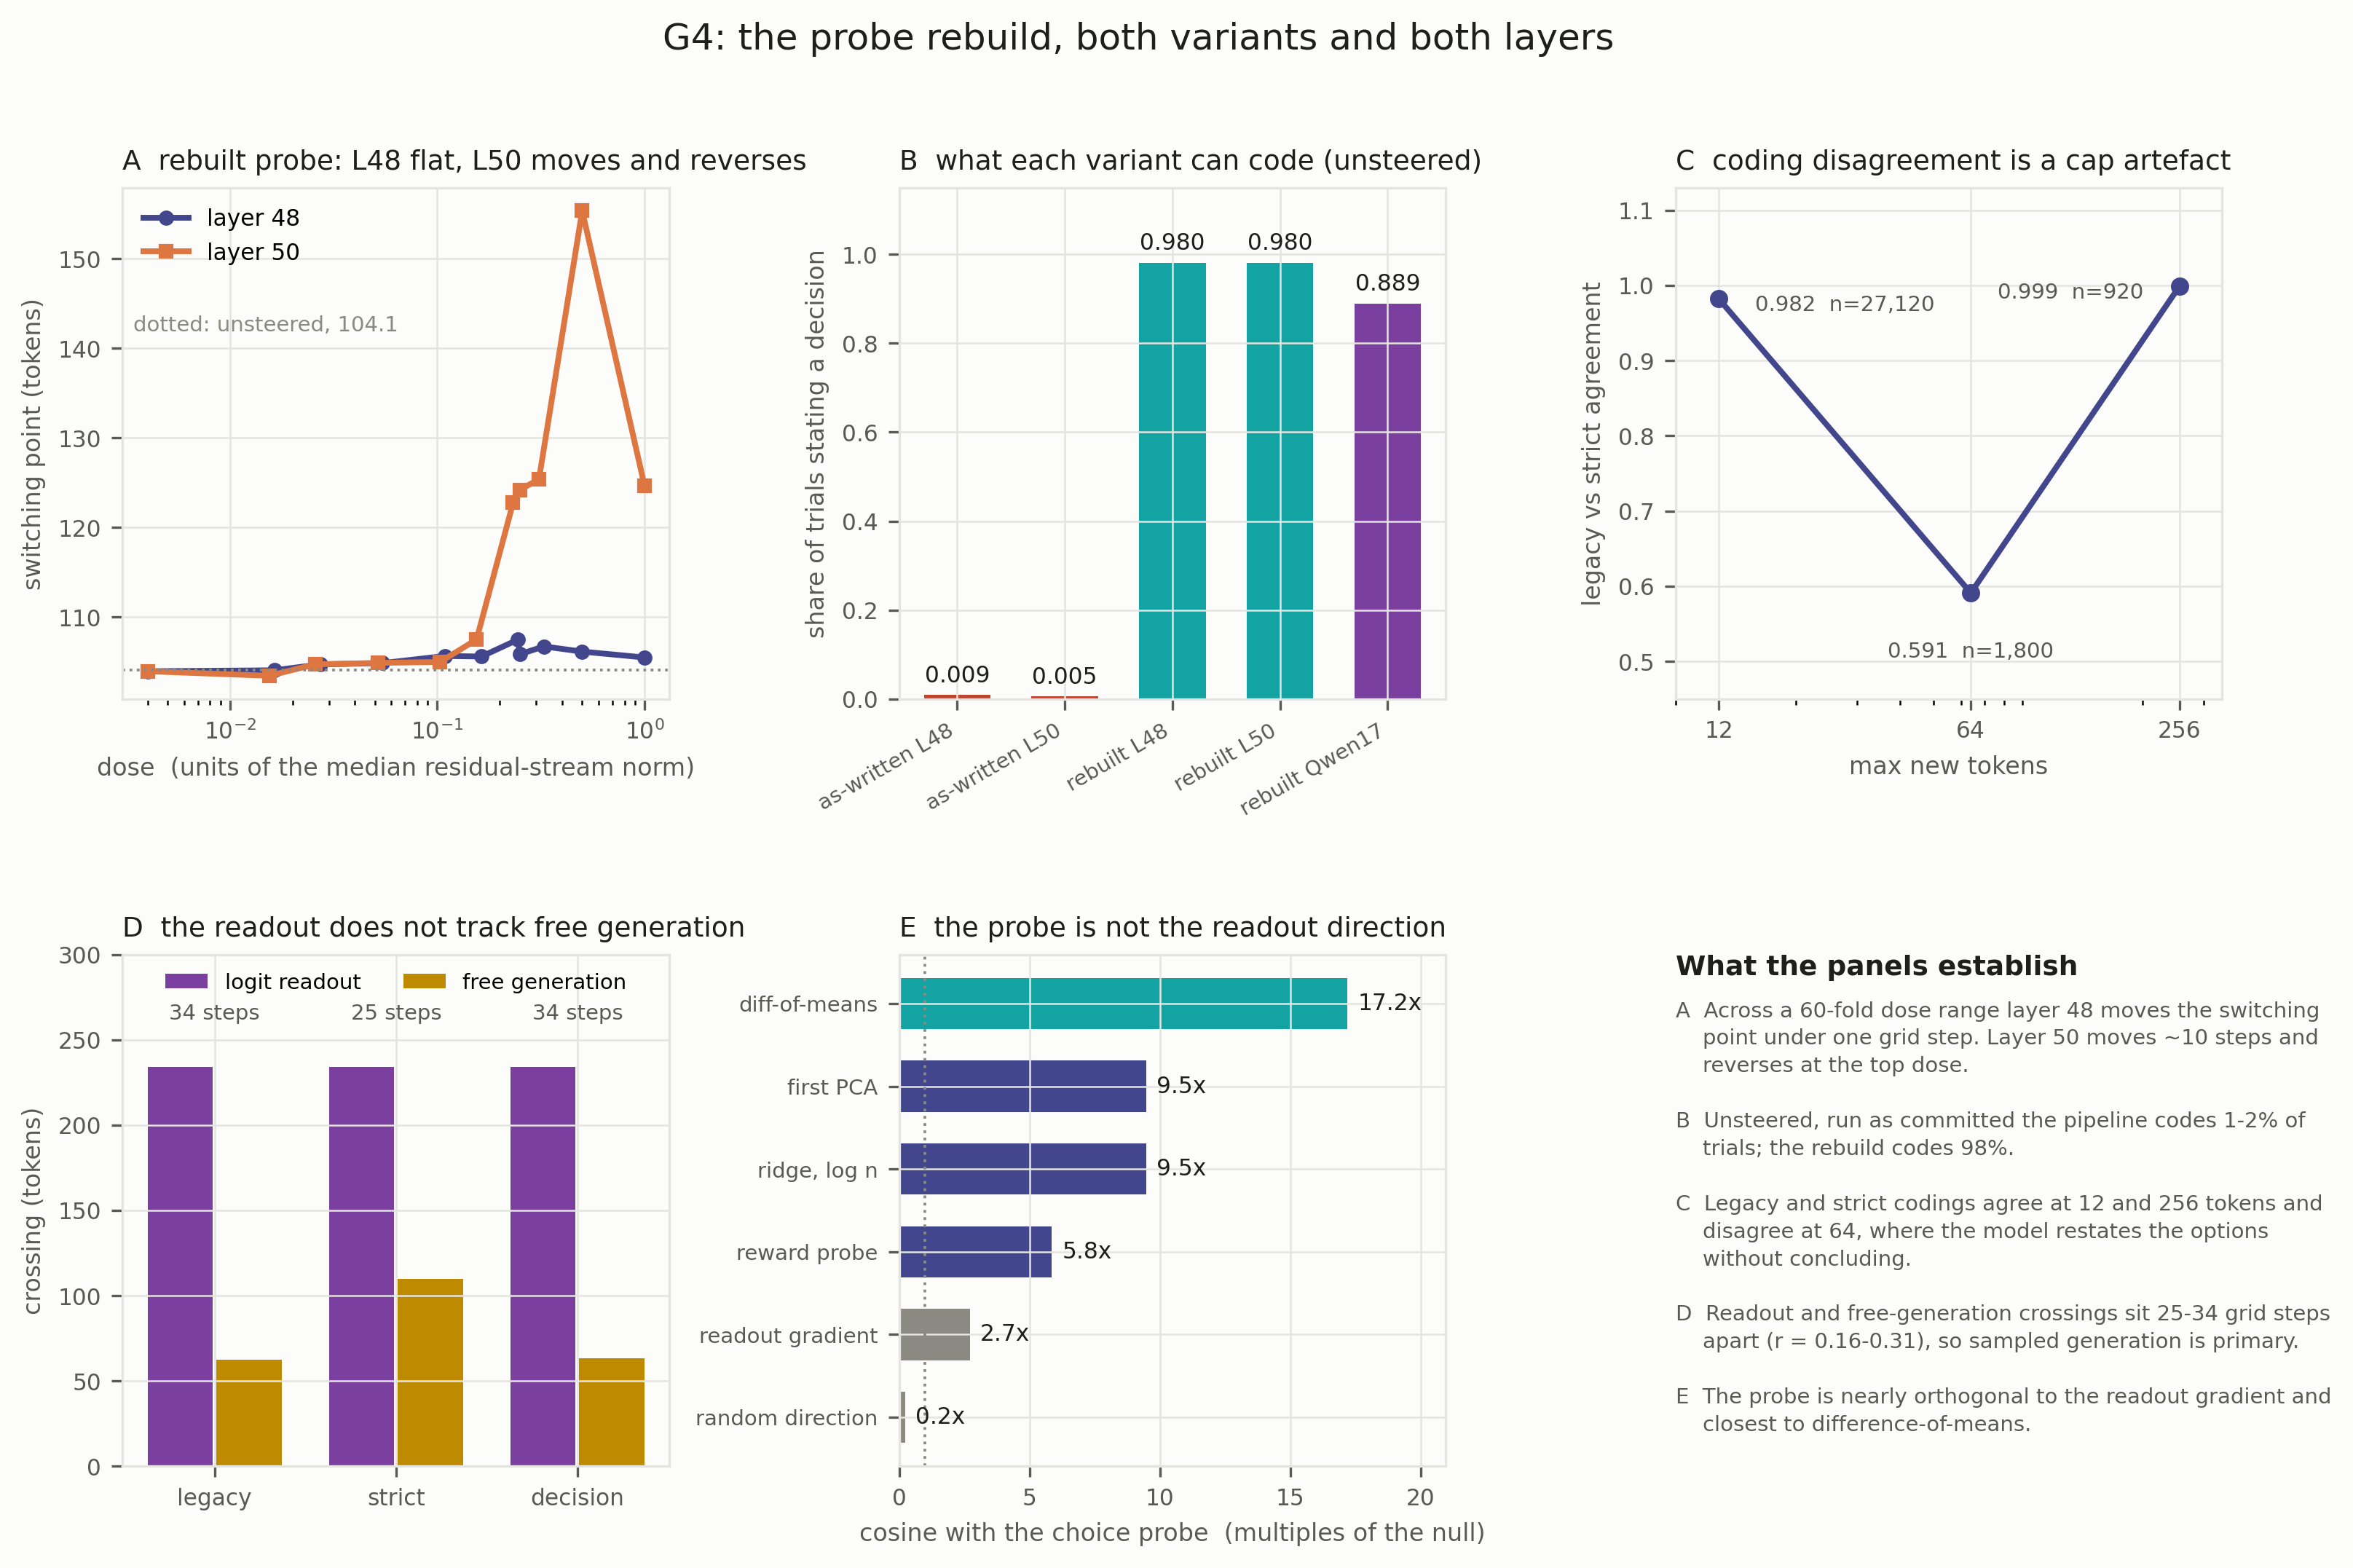 G4: the probe rebuild, both variants and both layers
A  rebuilt probe: L48 flat, L50 moves and reverses
layer 48
layer 50
dotted: unsteered, 104.1
switching point (tokens)
150
140
130
120
110
10⁻²
10⁻¹
10⁰
dose  (units of the median residual-stream norm)
B  what each variant can code (unsteered)
share of trials stating a decision
1.0
0.8
0.6
0.4
0.2
0.0
0.009
0.005
0.980
0.980
0.889
as-written L48
as-written L50
rebuilt L48
rebuilt L50
rebuilt Qwen17
C  coding disagreement is a cap artefact
legacy vs strict agreement
1.1
1.0
0.9
0.8
0.7
0.6
0.5
0.982  n=27,120
0.999  n=920
0.591  n=1,800
12
64
256
max new tokens
D  the readout does not track free generation
logit readout
free generation
34 steps
25 steps
34 steps
crossing (tokens)
300
250
200
150
100
50
0
legacy
strict
decision
E  the probe is not the readout direction
diff-of-means
first PCA
ridge, log n
reward probe
readout gradient
random direction
17.2x
9.5x
9.5x
5.8x
2.7x
0.2x
0
5
10
15
20
cosine with the choice probe  (multiples of the null)
What the panels establish
A  Across a 60-fold dose range layer 48 moves the switching
point under one grid step. Layer 50 moves ~10 steps and
reverses at the top dose.
B  Unsteered, run as committed the pipeline codes 1-2% of
trials; the rebuild codes 98%.
C  Legacy and strict codings agree at 12 and 256 tokens and
disagree at 64, where the model restates the options
without concluding.
D  Readout and free-generation crossings sit 25-34 grid steps
apart (r = 0.16-0.31), so sampled generation is primary.
E  The probe is nearly orthogonal to the readout gradient and
closest to difference-of-means.